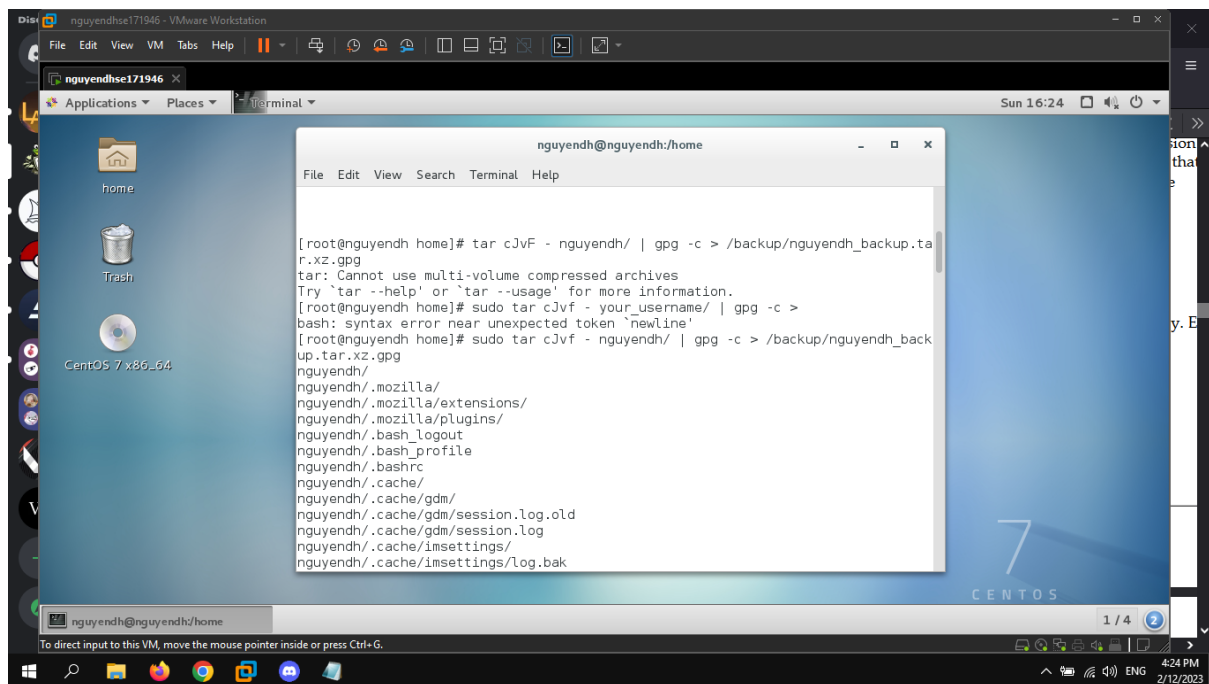 Dis
nguyendhse171946 - VMware Workstation
File Edit View VM Tabs Help
nguyendhse171946
Applications Places Terminal Sun 16:24
nguyendh@nguyendh:/home
File Edit View Search Terminal Help
[root@nguyendh home]# tar cJvF - nguyendh/ | gpg -c > /backup/nguyendh_backup.ta
r.xz.gpg
tar: Cannot use multi-volume compressed archives
Try `tar --help' or `tar --usage' for more information.
[root@nguyendh home]# sudo tar cJvf - your_username/ | gpg -c >
bash: syntax error near unexpected token `newline'
[root@nguyendh home]# sudo tar cJvf - nguyendh/ | gpg -c > /backup/nguyendh_back
up.tar.xz.gpg
nguyendh/
nguyendh/.mozilla/
nguyendh/.mozilla/extensions/
nguyendh/.mozilla/plugins/
nguyendh/.bash_logout
nguyendh/.bash_profile
nguyendh/.bashrc
nguyendh/.cache/
nguyendh/.cache/gdm/
nguyendh/.cache/gdm/session.log.old
nguyendh/.cache/gdm/session.log
nguyendh/.cache/imsettings/
nguyendh/.cache/imsettings/log.bak
home
Trash
CentOS 7 x86_64
7
CENTOS
sion
that
y. E
nguyendh@nguyendh:/home 1 / 4 2
To direct input to this VM, move the mouse pointer inside or press Ctrl+G.
ENG 4:24 PM
2/12/2023